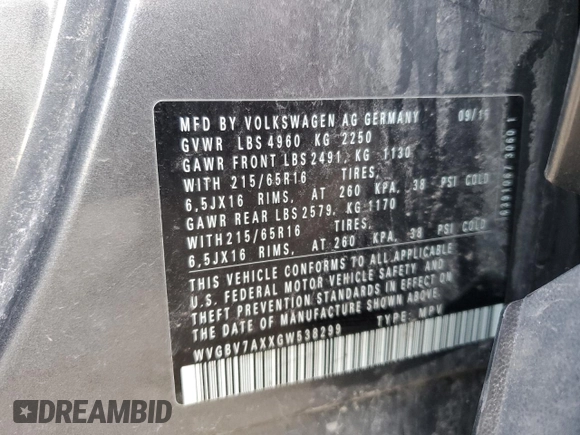 MFD BY VOLKSWAGEN AG GERMANY 09/15
GVWR LBS 4960 KG 2250
GAWR FRONT LBS 2491, KG 1130
WITH 215/65R16 TIRES,
6,5JX16 RIMS, AT 260 KPA, 38 PSI COLD
GAWR REAR LBS 2579, KG 1170
WITH 215/65R16 TIRES,
6,5JX16 RIMS, AT 260 KPA, 38 PSI COLD
THIS VEHICLE CONFORMS TO ALL APPLICABLE
U.S. FEDERAL MOTOR VEHICLE SAFETY AND
THEFT PREVENTION STANDARDS IN EFFECT ON
THE DATE OF MANUFACTURE SHOWN ABOVE.
WVGBV7AXXGW538299 TYPE: MPV
DREAMBID